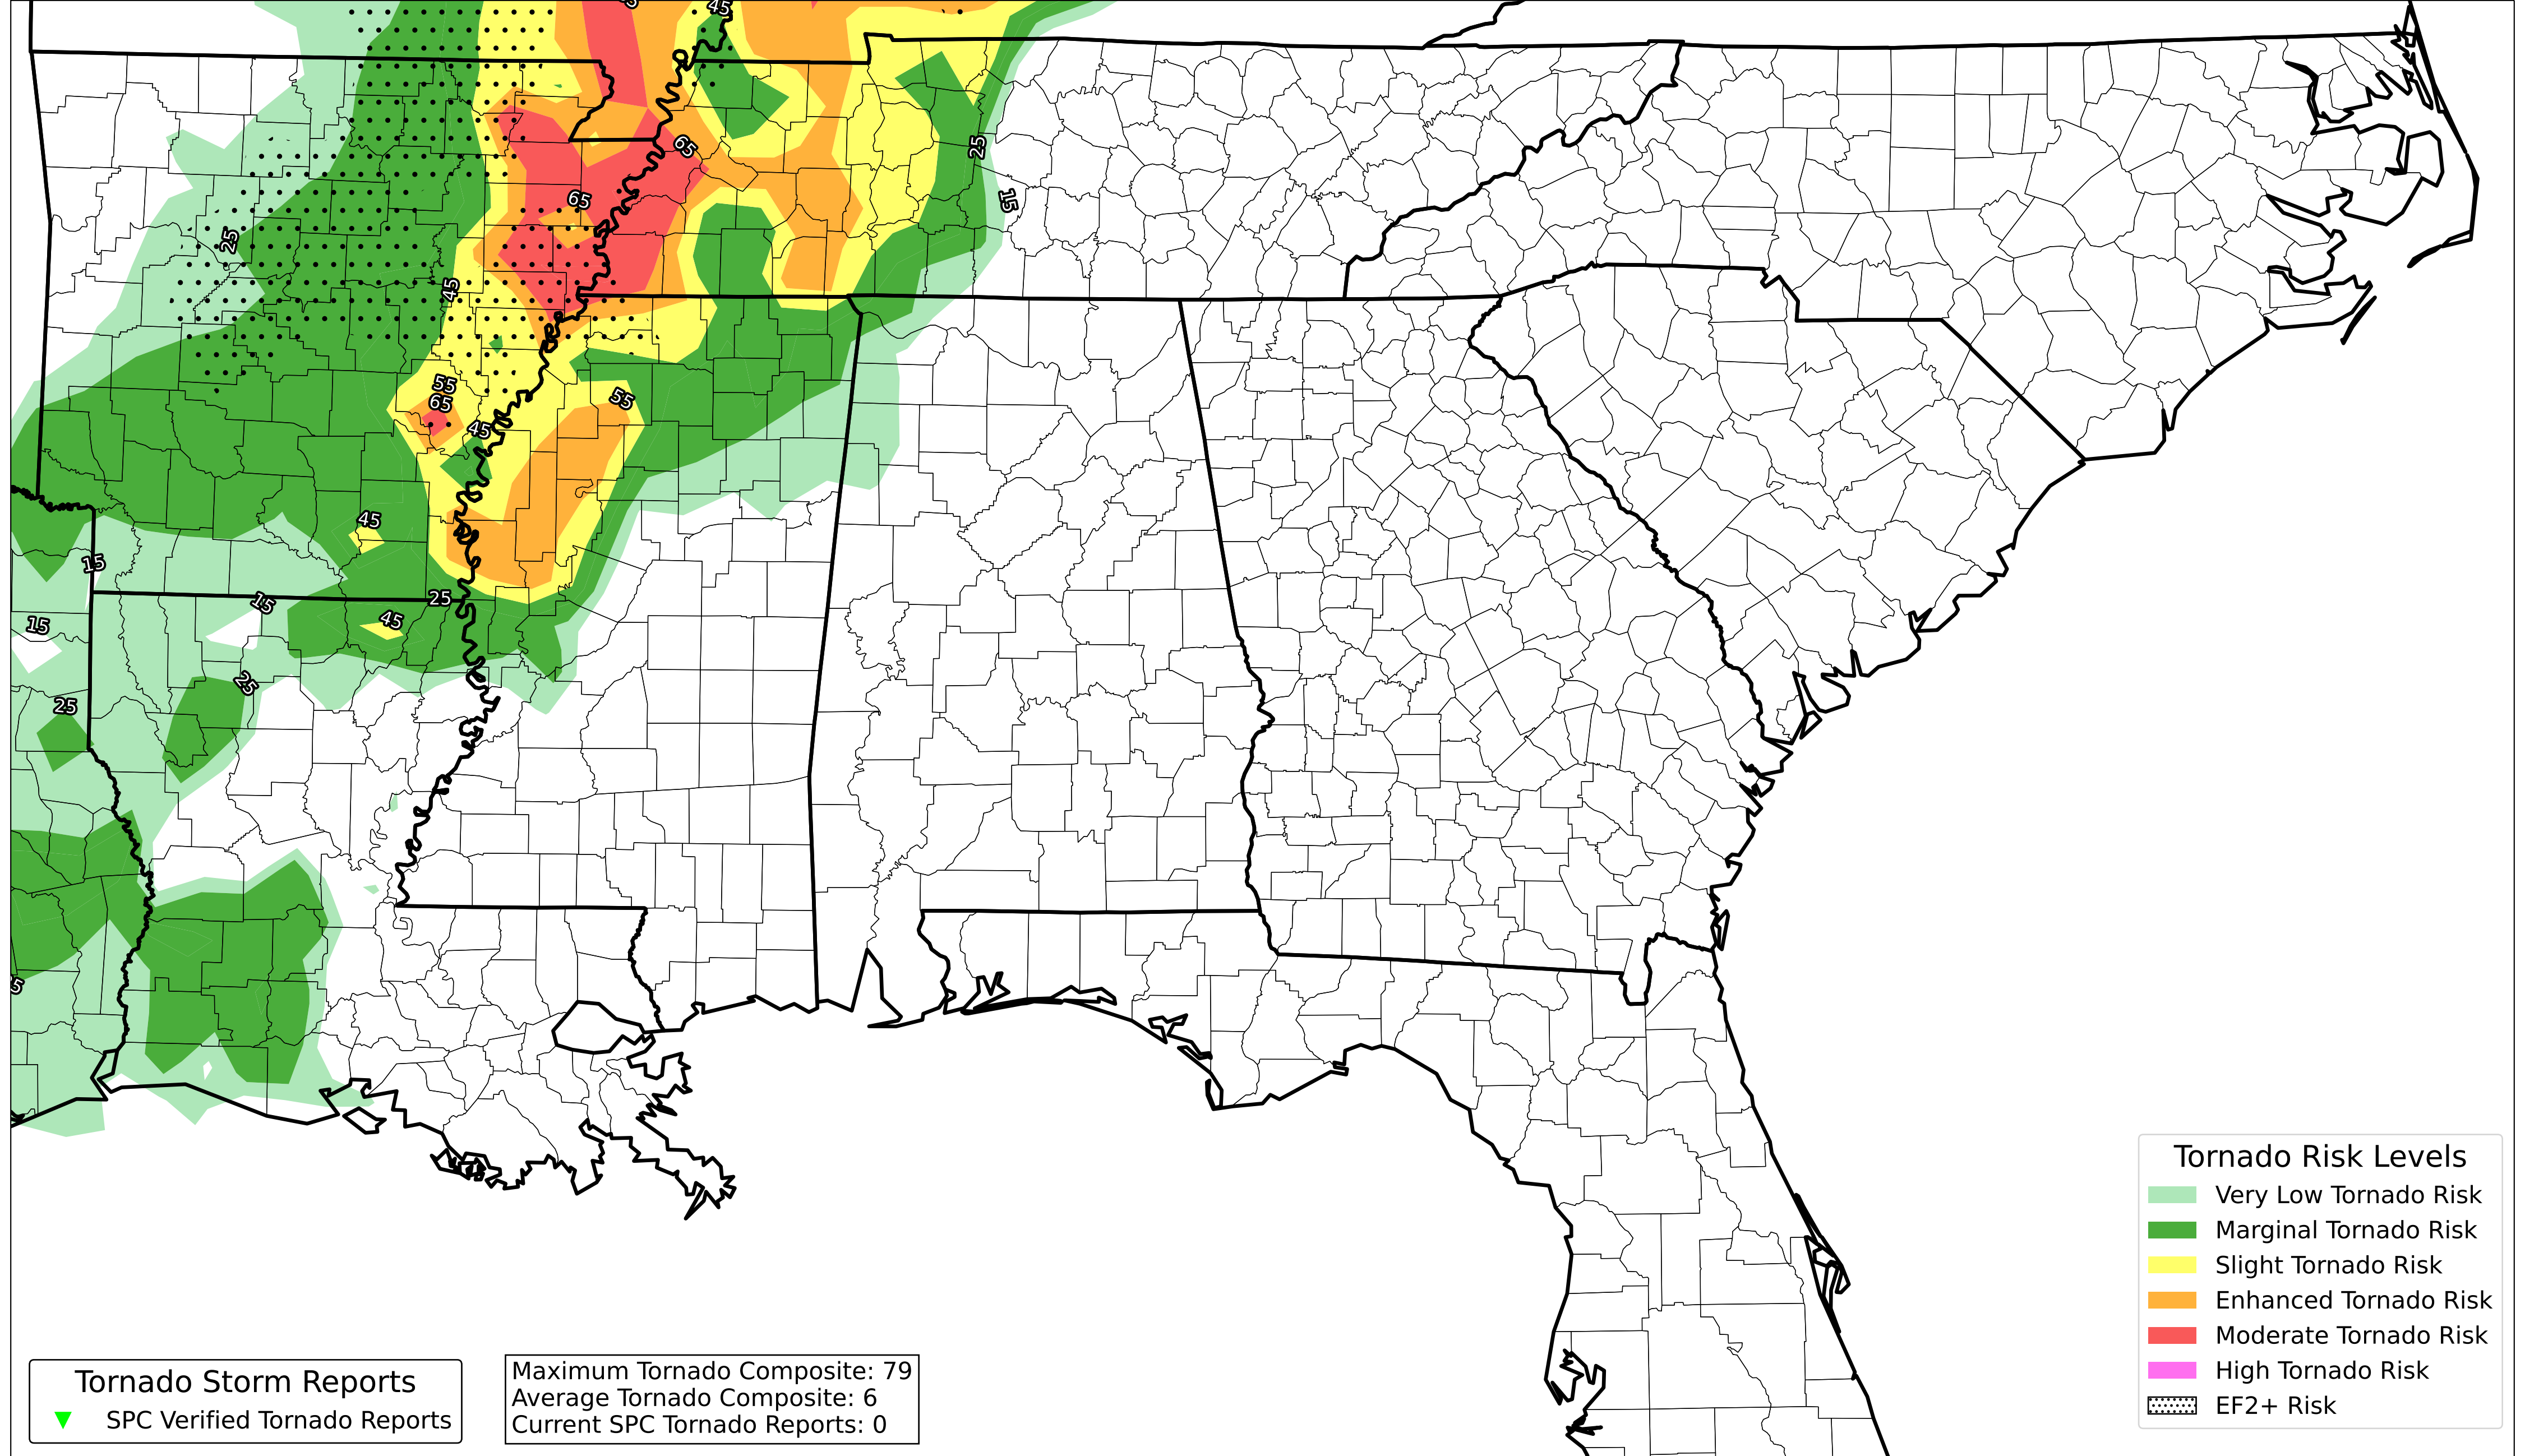 45
65
25
15
65
25
45
55
55
65
45
45
15
25
15
45
15
25
25
Tornado Risk Levels
Very Low Tornado Risk
Marginal Tornado Risk
Slight Tornado Risk
Enhanced Tornado Risk
Moderate Tornado Risk
High Tornado Risk
EF2+ Risk
Tornado Storm Reports
SPC Verified Tornado Reports
Maximum Tornado Composite: 79
Average Tornado Composite: 6
Current SPC Tornado Reports: 0